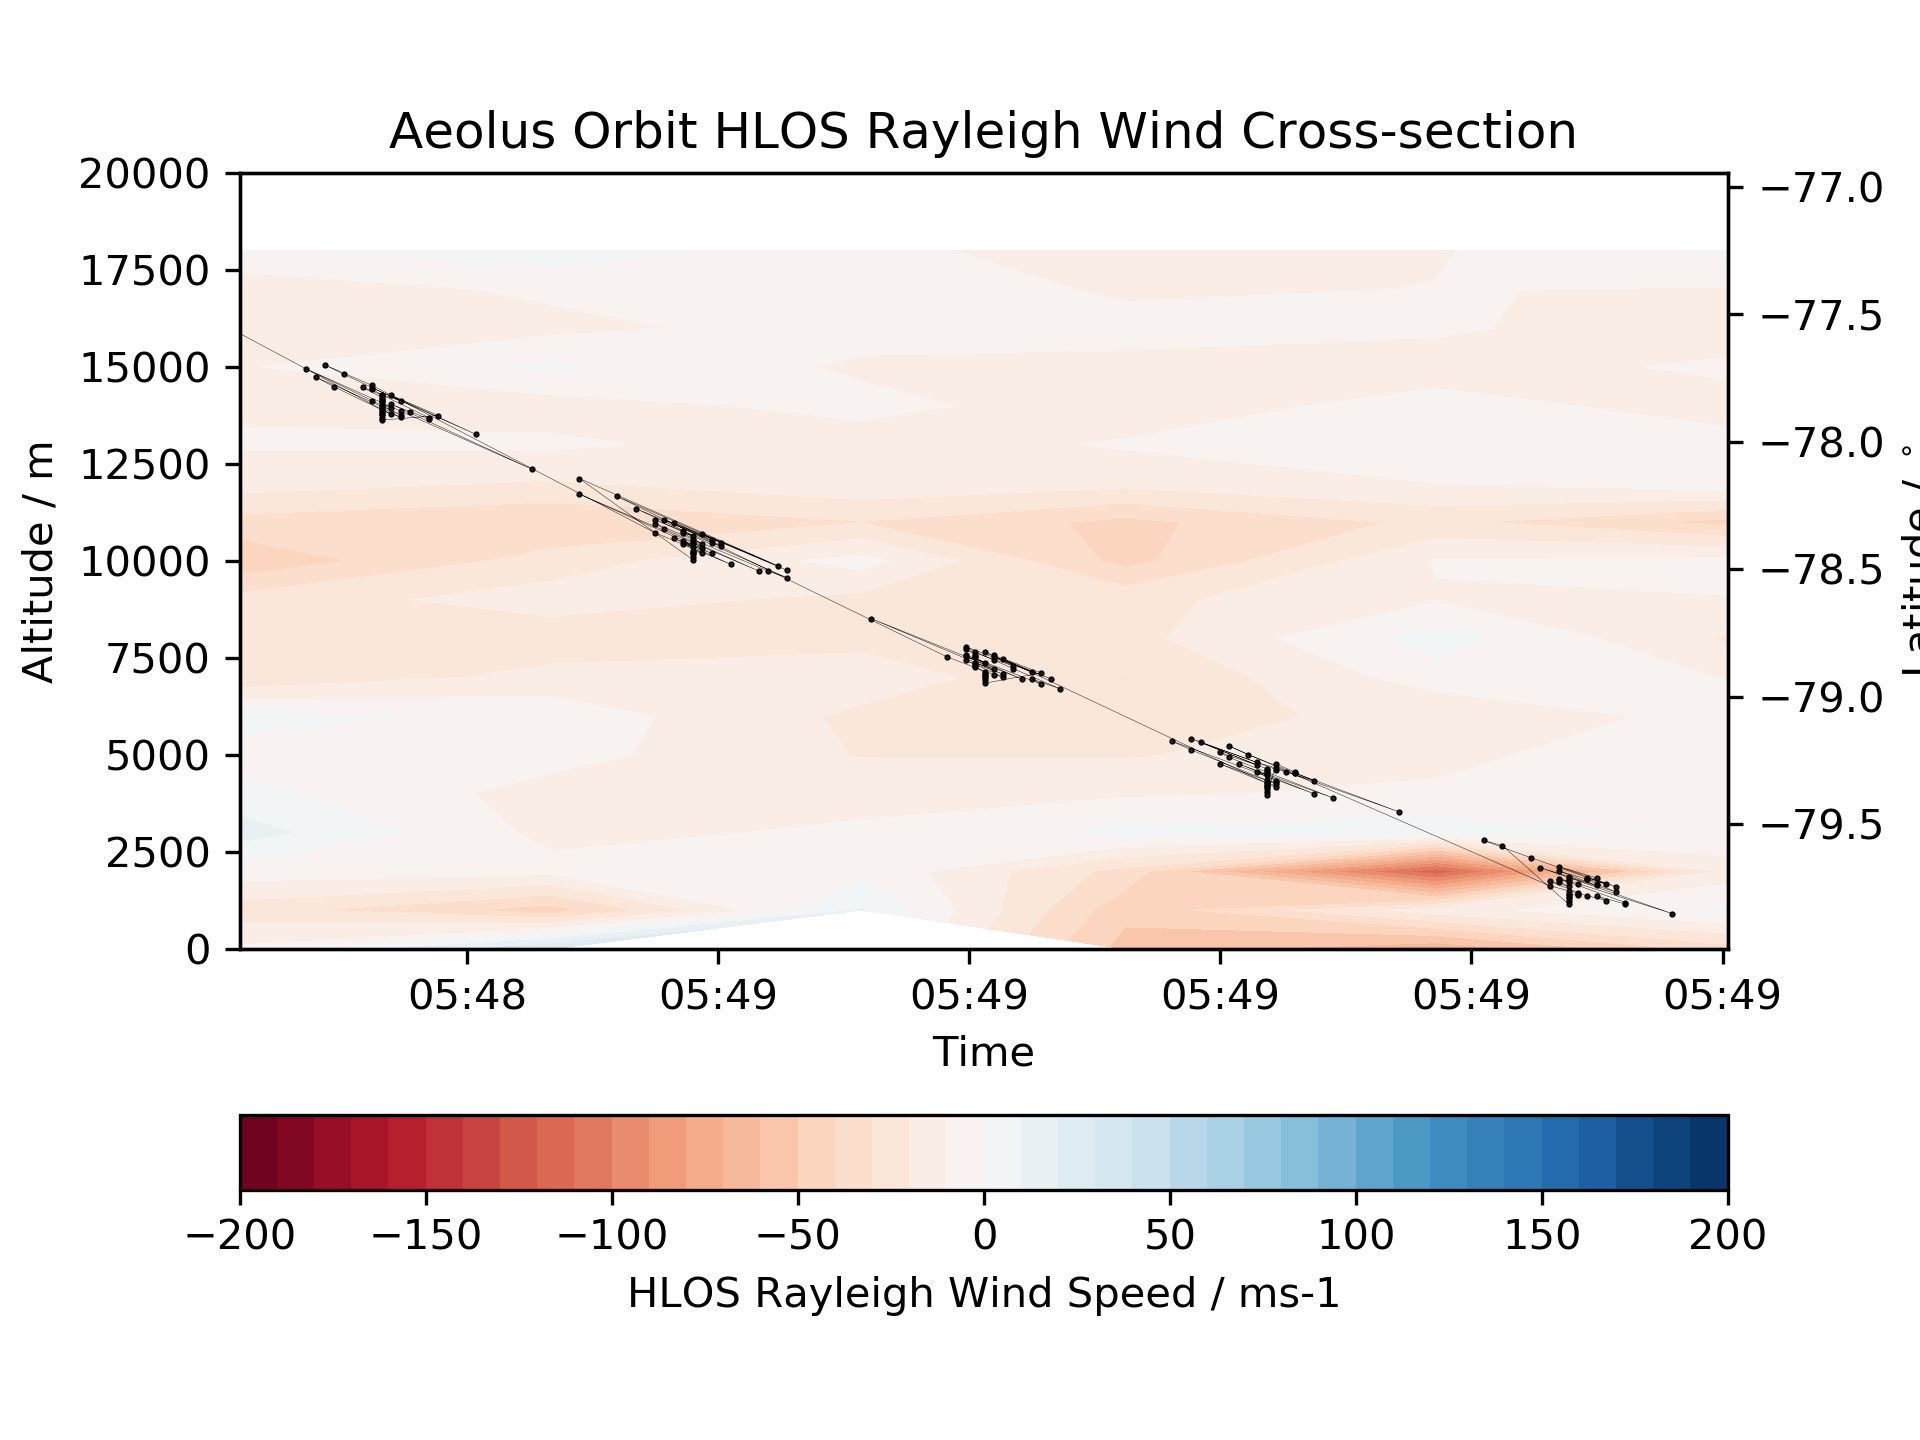 Aeolus Orbit HLOS Rayleigh Wind Cross-section
20000
17500
15000
12500
10000
7500
5000
2500
0
Altitude / m
−77.0
−77.5
−78.0
−78.5
−79.0
−79.5
Latitude / °
05:48 05:49 05:49 05:49 05:49 05:49
Time
−200 −150 −100 −50 0 50 100 150 200
HLOS Rayleigh Wind Speed / ms-1